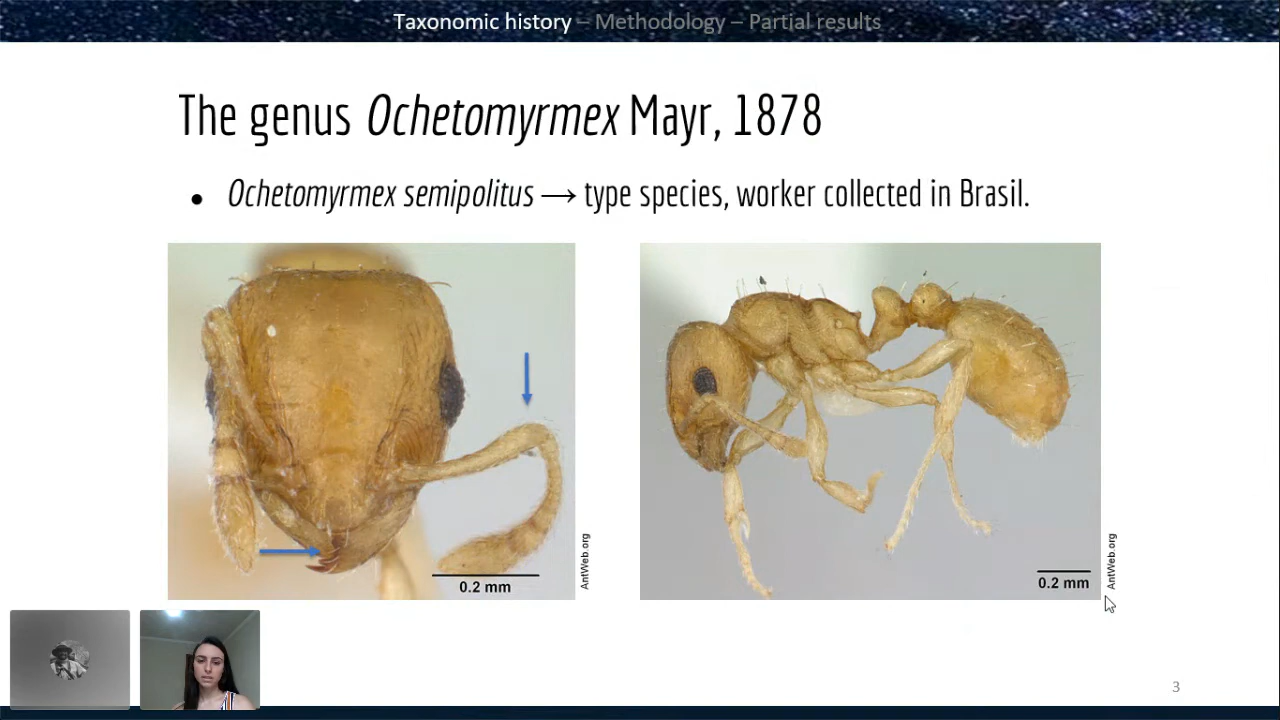 Taxonomic history – Methodology – Partial results
The genus Ochetomyrmex Mayr, 1878
● Ochetomyrmex semipolitus → type species, worker collected in Brasil.
0.2 mm
AntWeb.org
0.2 mm
AntWeb.org
3